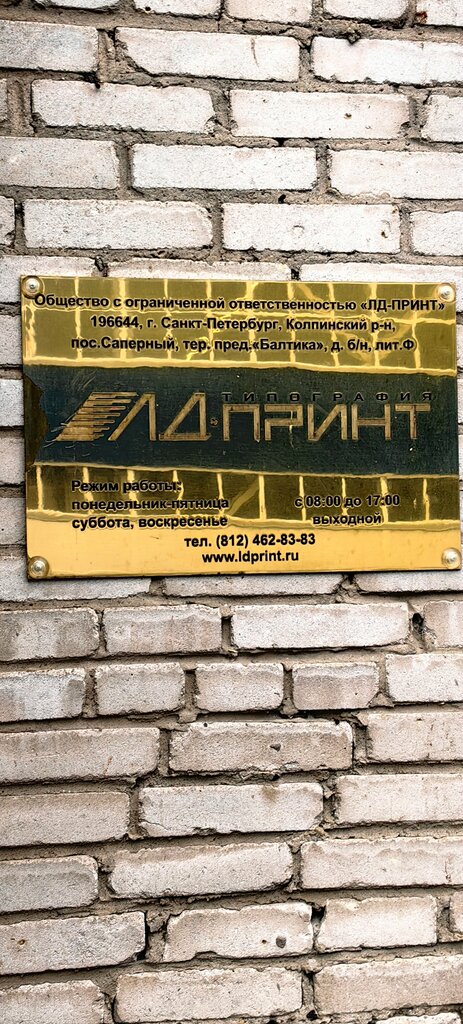 Общество с ограниченной ответственностью «ЛД-ПРИНТ»
196644, г. Санкт-Петербург, Колпинский р-н,
пос.Саперный, тер. пред.«Балтика», д. б/н, лит.Ф
ТИПОГРАФИЯ
ЛД-ПРИНТ
Режим работы:
понедельник-пятница с 08:00 до 17:00
суббота, воскресенье выходной
тел. (812) 462-83-83
www.ldprint.ru